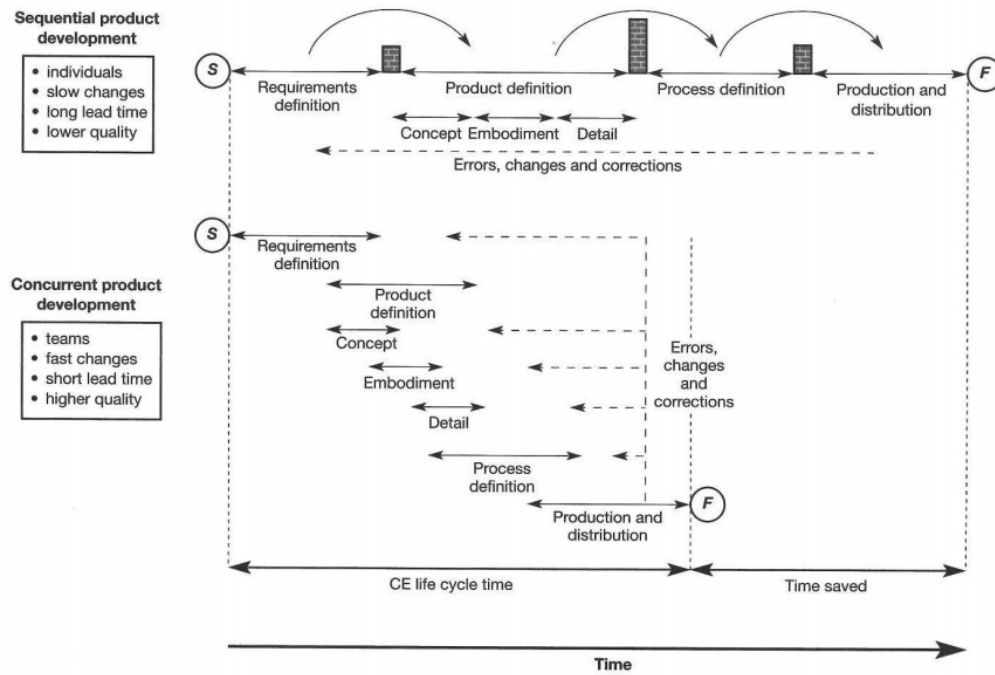 Sequential product
development
• individuals
• slow changes
• long lead time
• lower quality
S
Requirements
definition
Product definition
Process definition
Production and
distribution
F
Concept
Embodiment
Detail
Errors, changes and corrections
S
Requirements
definition
Concurrent product
development
• teams
• fast changes
• short lead time
• higher quality
Product
definition
Concept
Embodiment
Detail
Process
definition
Production and
distribution
Errors,
changes
and
corrections
F
CE life cycle time
Time saved
Time